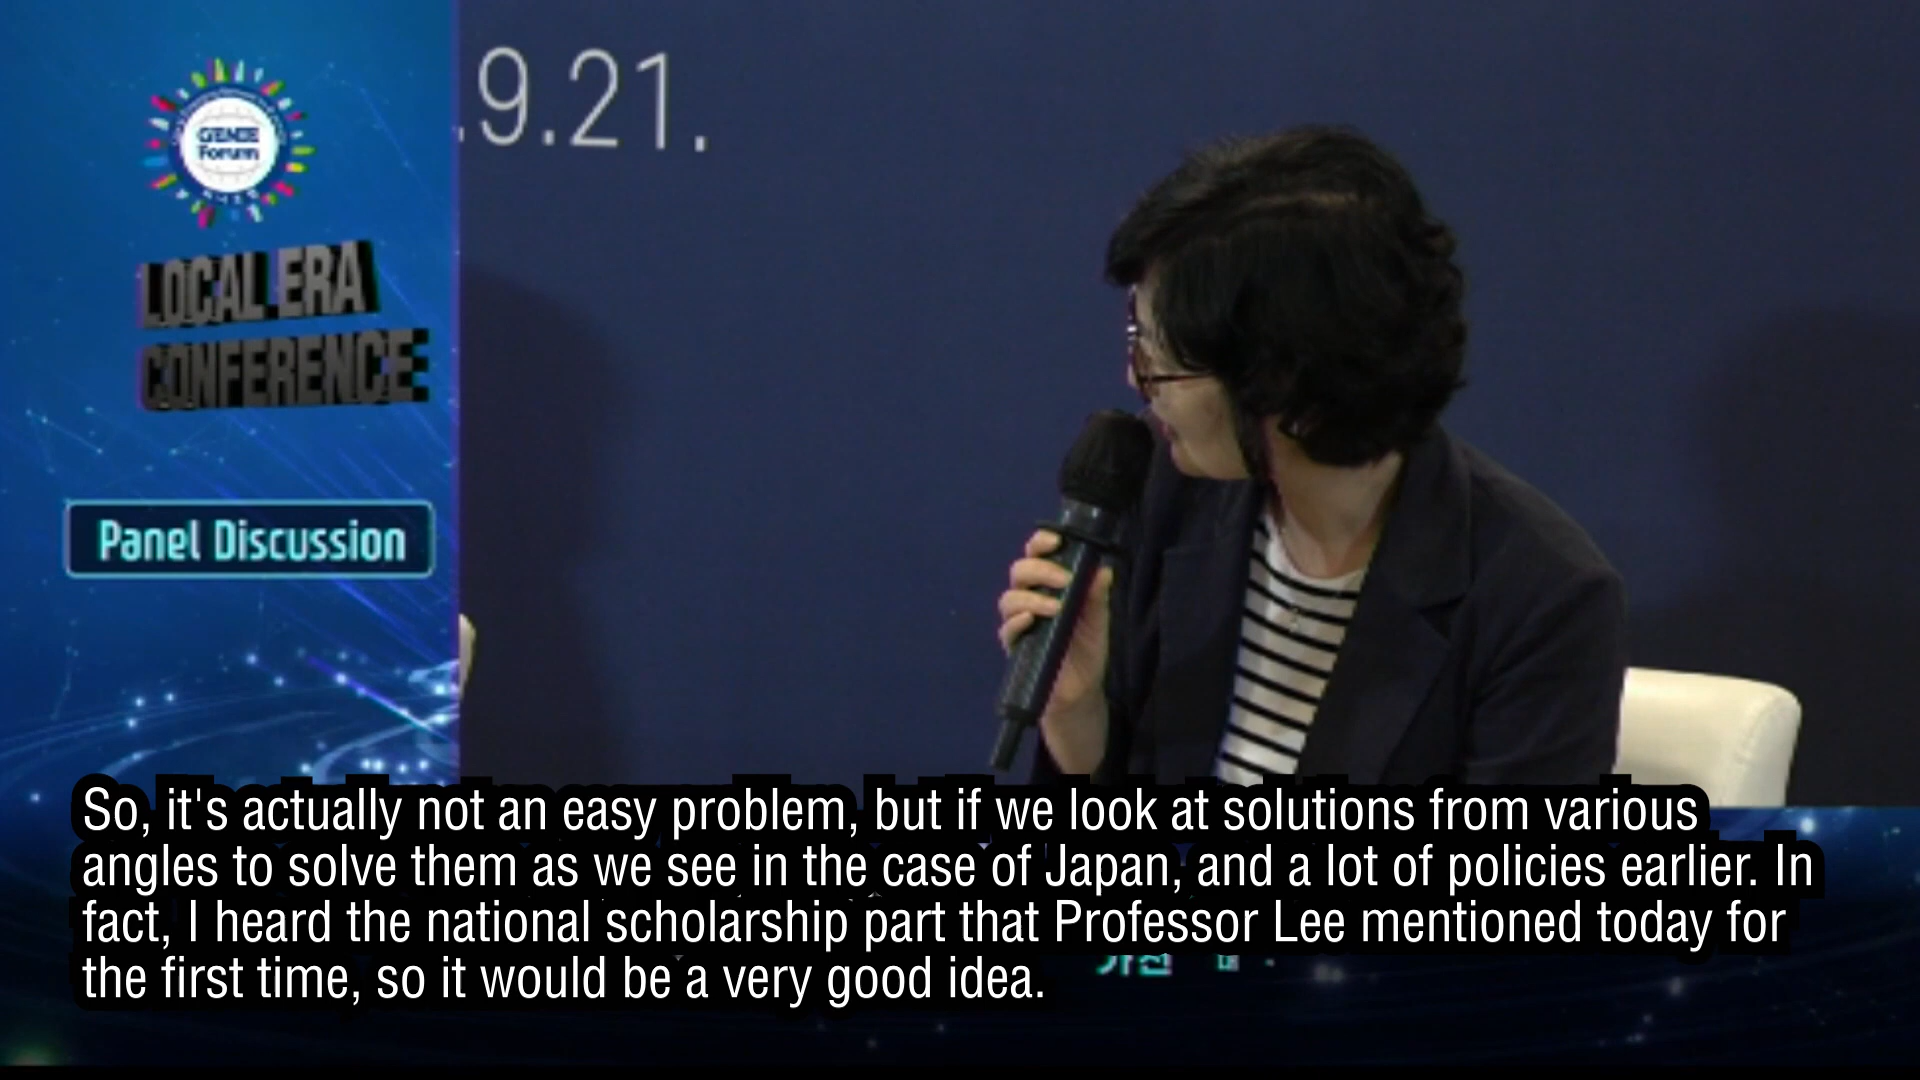 .9.21.
GENIE
Forum
LOCAL ERA
CONFERENCE
Panel Discussion
So, it's actually not an easy problem, but if we look at solutions from various
angles to solve them as we see in the case of Japan, and a lot of policies earlier. In
fact, I heard the national scholarship part that Professor Lee mentioned today for
the first time, so it would be a very good idea.